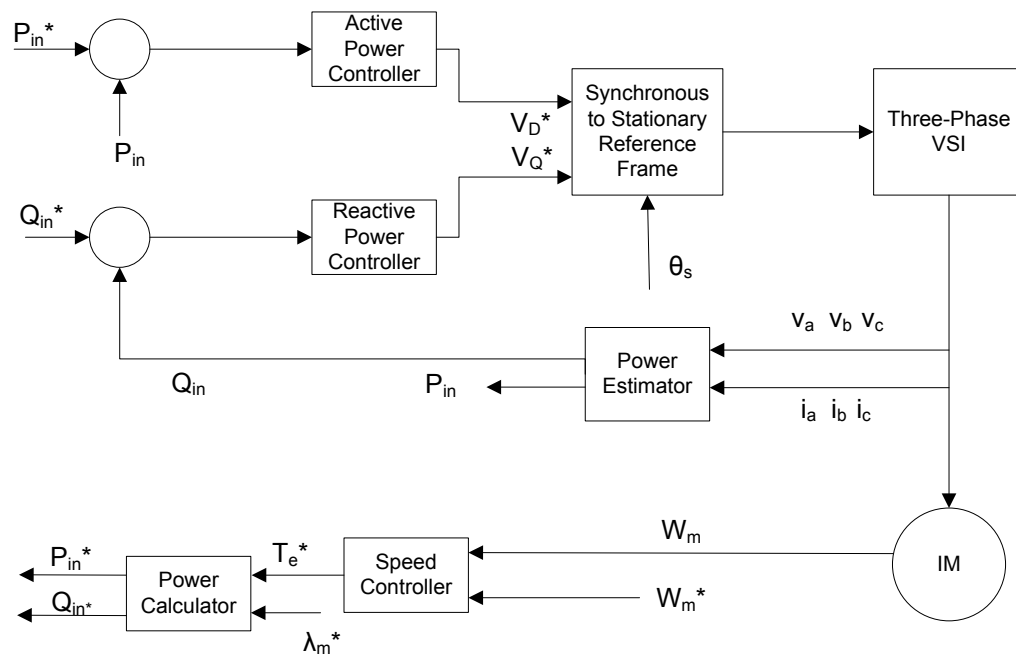 P_in*
Active
Power
Controller
P_in
V_D*
V_Q*
Synchronous
to Stationary
Reference
Frame
Three-Phase
VSI
Q_in*
Reactive
Power
Controller
θ_s
v_a v_b v_c
Power
Estimator
i_a i_b i_c
Q_in
P_in
W_m
IM
P_in*
Q_in*
Power
Calculator
T_e*
λ_m*
Speed
Controller
W_m*